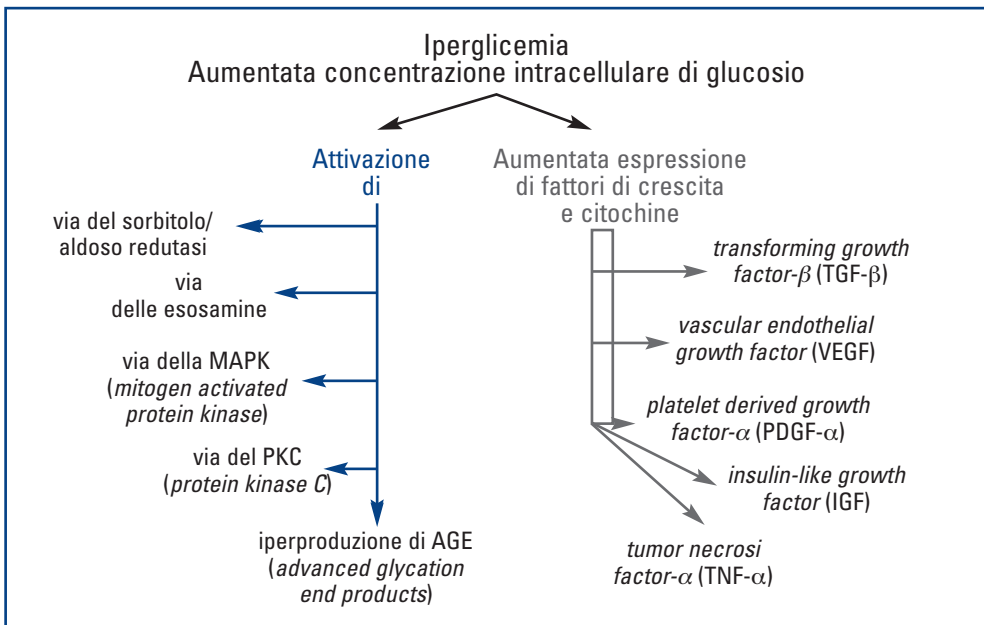 Iperglicemia
Aumentata concentrazione intracellulare di glucosio
Attivazione
di
via del sorbitolo/
aldoso redutasi
via
delle esosamine
via della MAPK
(mitogen activated
protein kinase)
via del PKC
(protein kinase C)
iperproduzione di AGE
(advanced glycation
end products)
Aumentata espressione
di fattori di crescita
e citochine
transforming growth
factor-β (TGF-β)
vascular endothelial
growth factor (VEGF)
platelet derived growth
factor-α (PDGF-α)
insulin-like growth
factor (IGF)
tumor necrosi
factor-α (TNF-α)